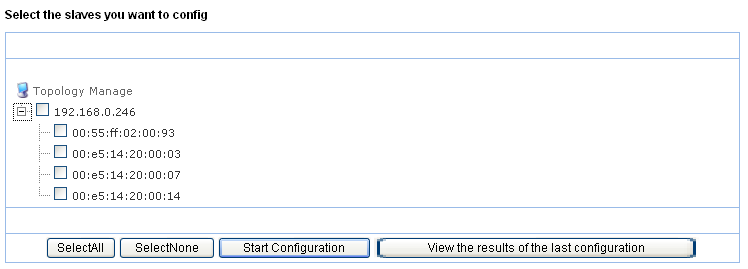 Select the slaves you want to config
Topology Manage
192.168.0.246
00:55:ff:02:00:93
00:e5:14:20:00:03
00:e5:14:20:00:07
00:e5:14:20:00:14
SelectAll SelectNone Start Configuration View the results of the last configuration